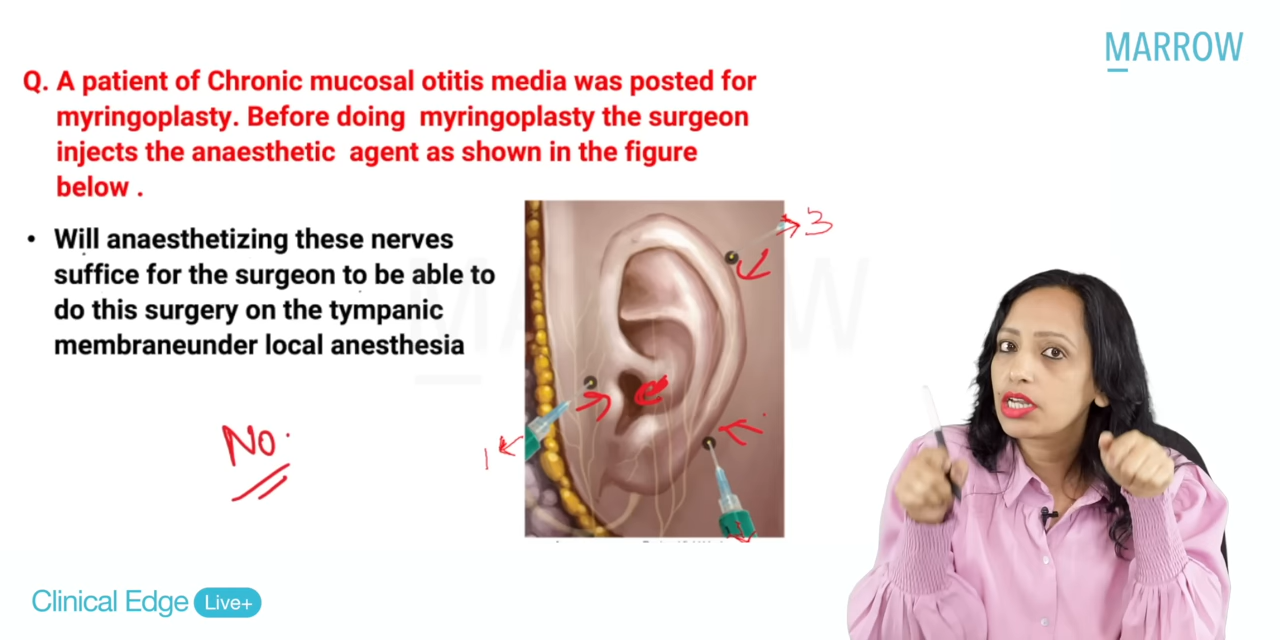 MARROW
Q. A patient of Chronic mucosal otitis media was posted for
myringoplasty. Before doing myringoplasty the surgeon
injects the anaesthetic agent as shown in the figure
below .
• Will anaesthetizing these nerves
suffice for the surgeon to be able to
do this surgery on the tympanic
membraneunder local anesthesia
No.
3
1
MARROW
Clinical Edge Live+